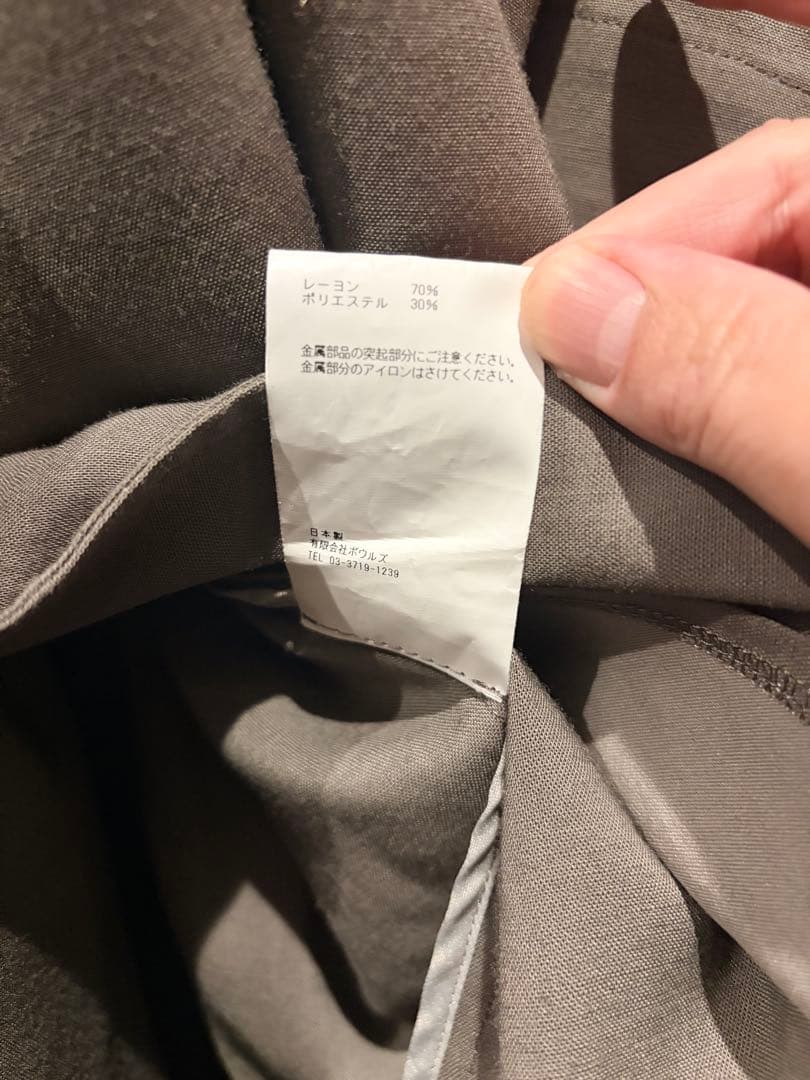 レーヨン 70%
ポリエステル 30%
金属部品の突起部分にご注意ください。
金属部分のアイロンはさけてください。
日本製
有限会社ボウルズ
TEL 03-3719-1239